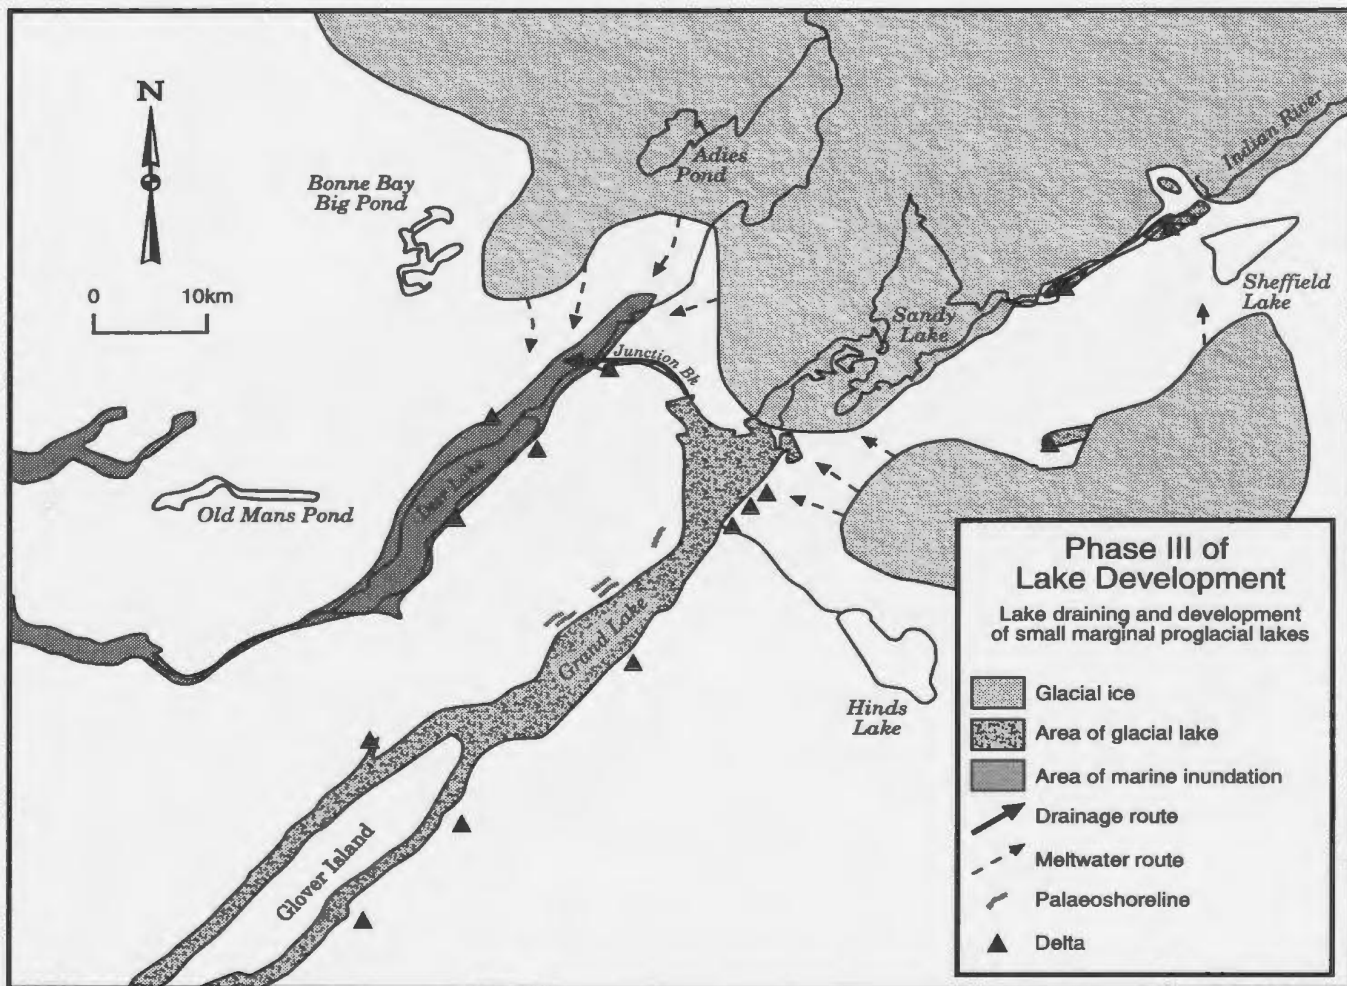 N
0 10km
Bonne Bay
Big Pond
Adies
Pond
Indian River
Sheffield
Lake
Sandy
Lake
Junction Bk
Deer Lake
Old Mans Pond
Grand Lake
Hinds
Lake
Glover Island
Phase III of
Lake Development
Lake draining and development
of small marginal proglacial lakes
Glacial ice
Area of glacial lake
Area of marine inundation
Drainage route
Meltwater route
Palaeoshoreline
Delta